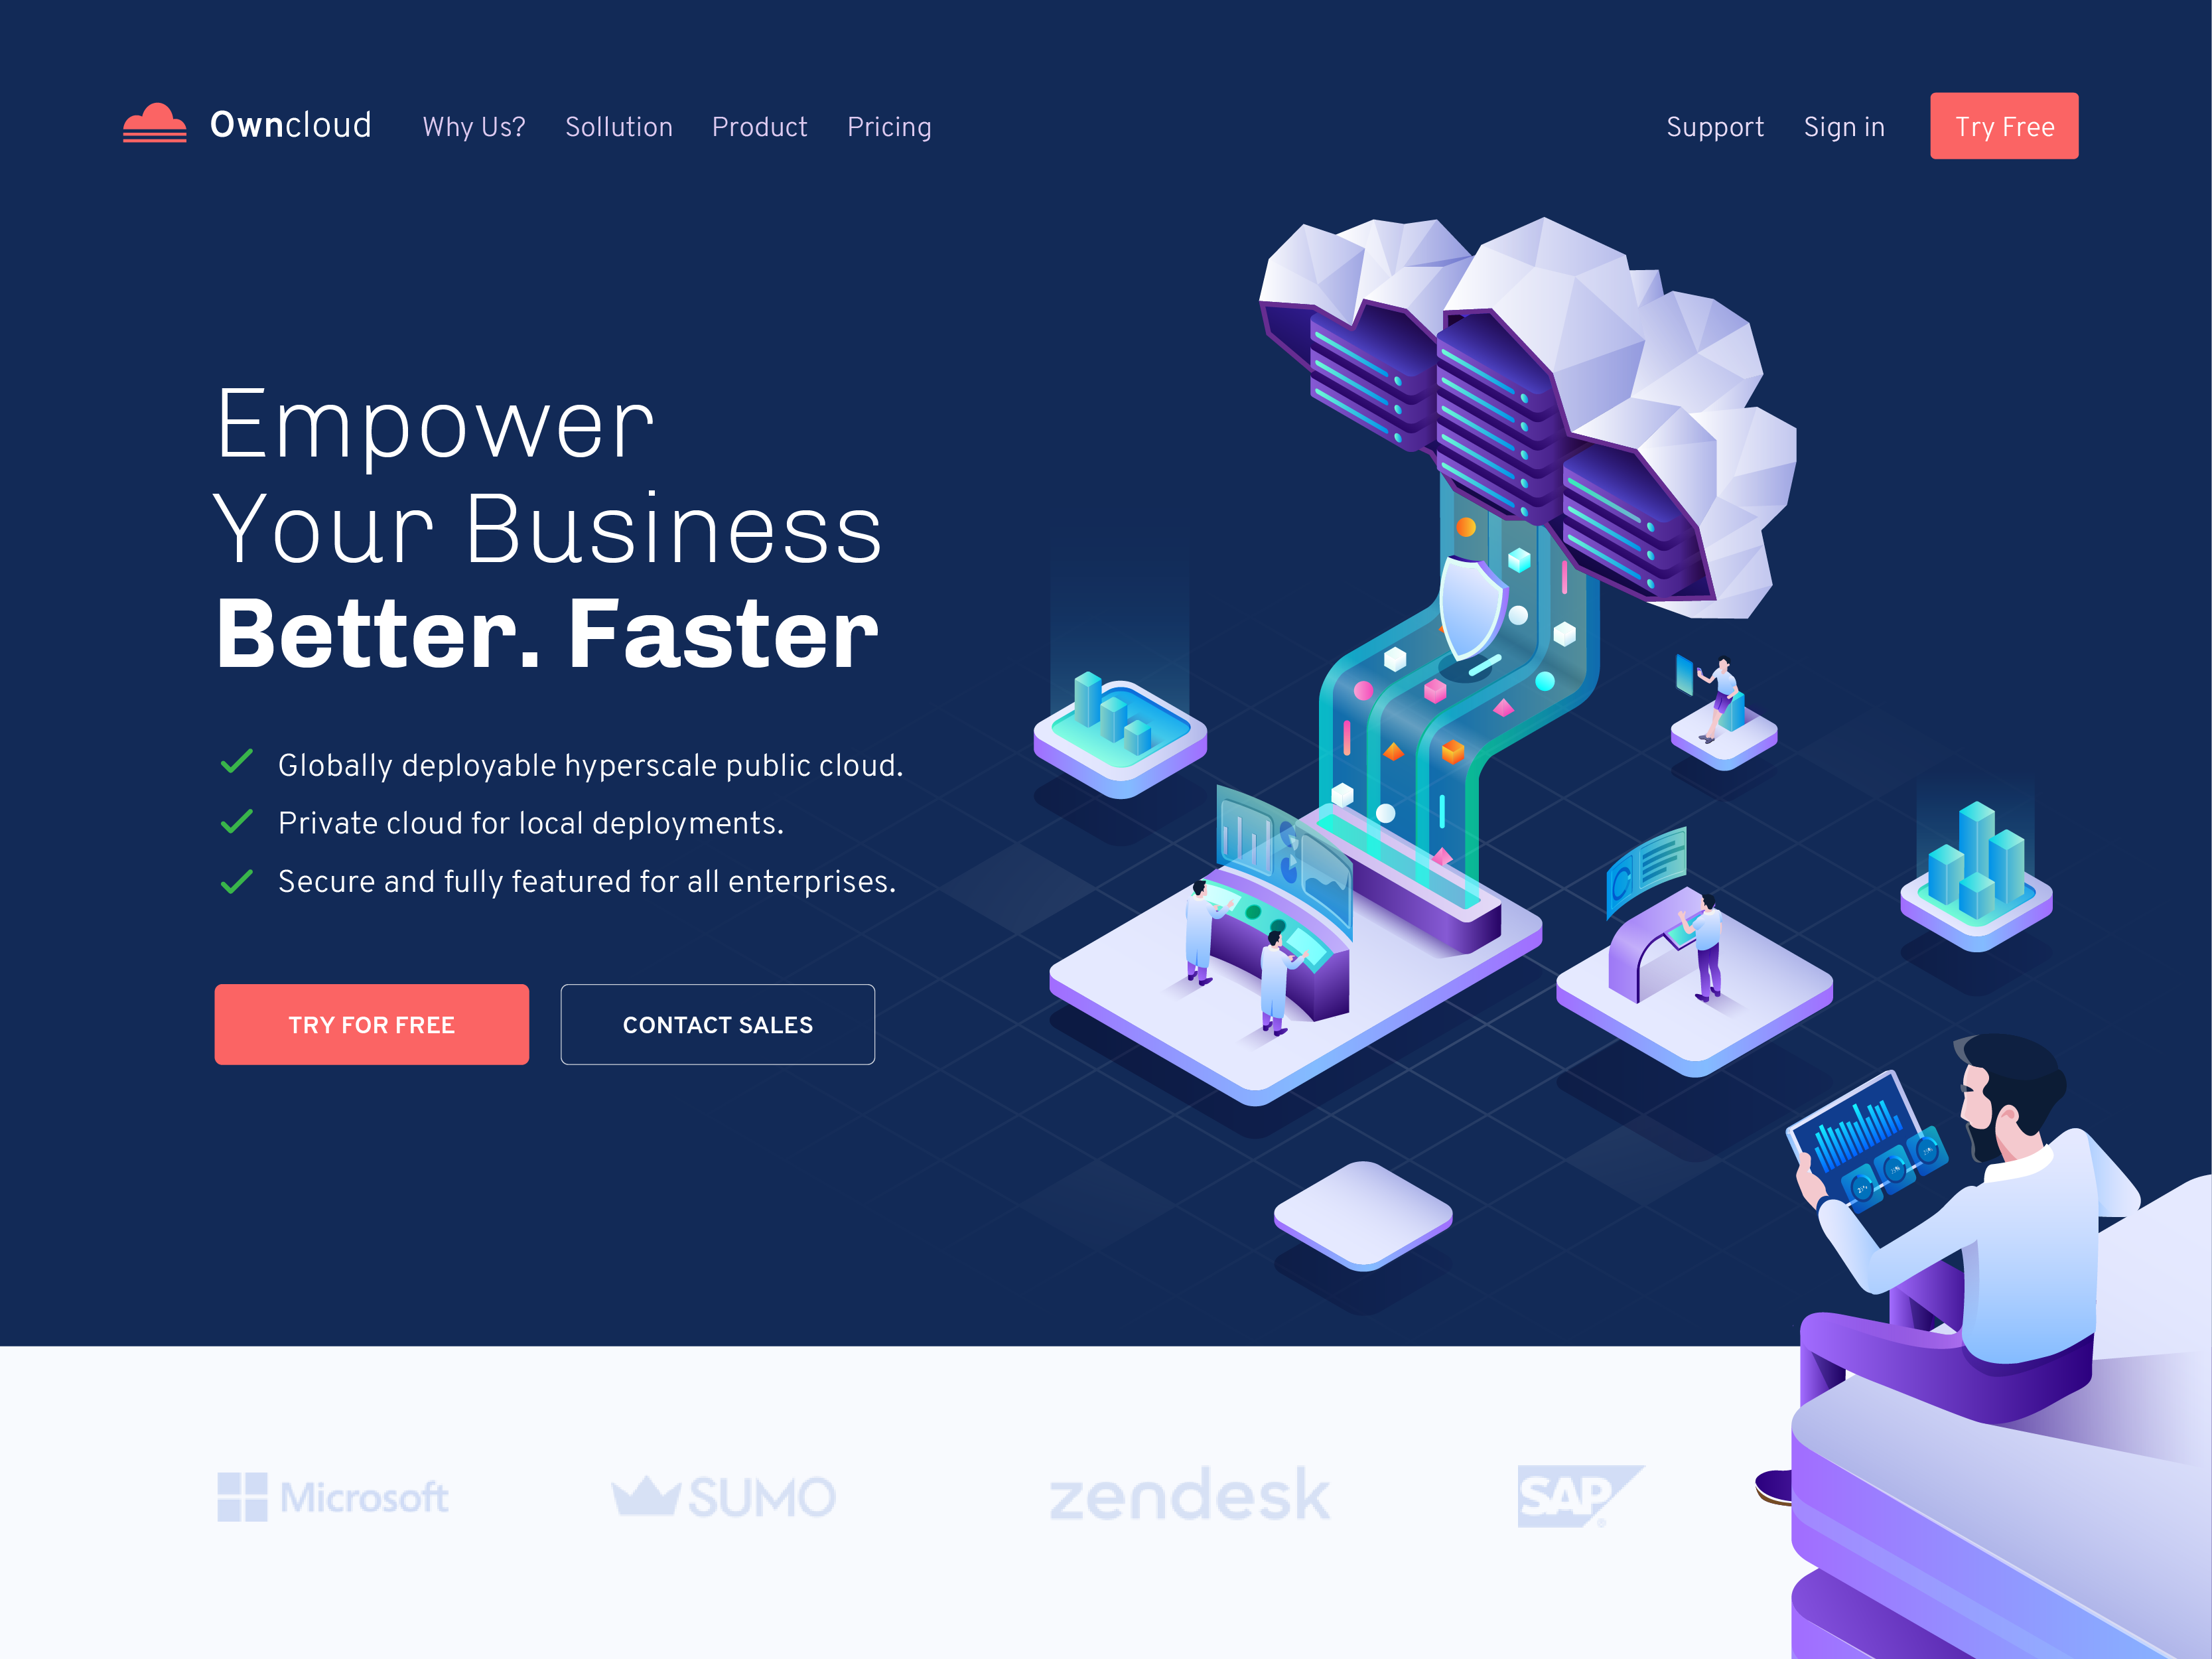 Owncloud Why Us? Sollution Product Pricing Support Sign in Try Free
Empower
Your Business
Better. Faster
Globally deployable hyperscale public cloud.
Private cloud for local deployments.
Secure and fully featured for all enterprises.
TRY FOR FREE CONTACT SALES
Microsoft SUMO zendesk SAP®